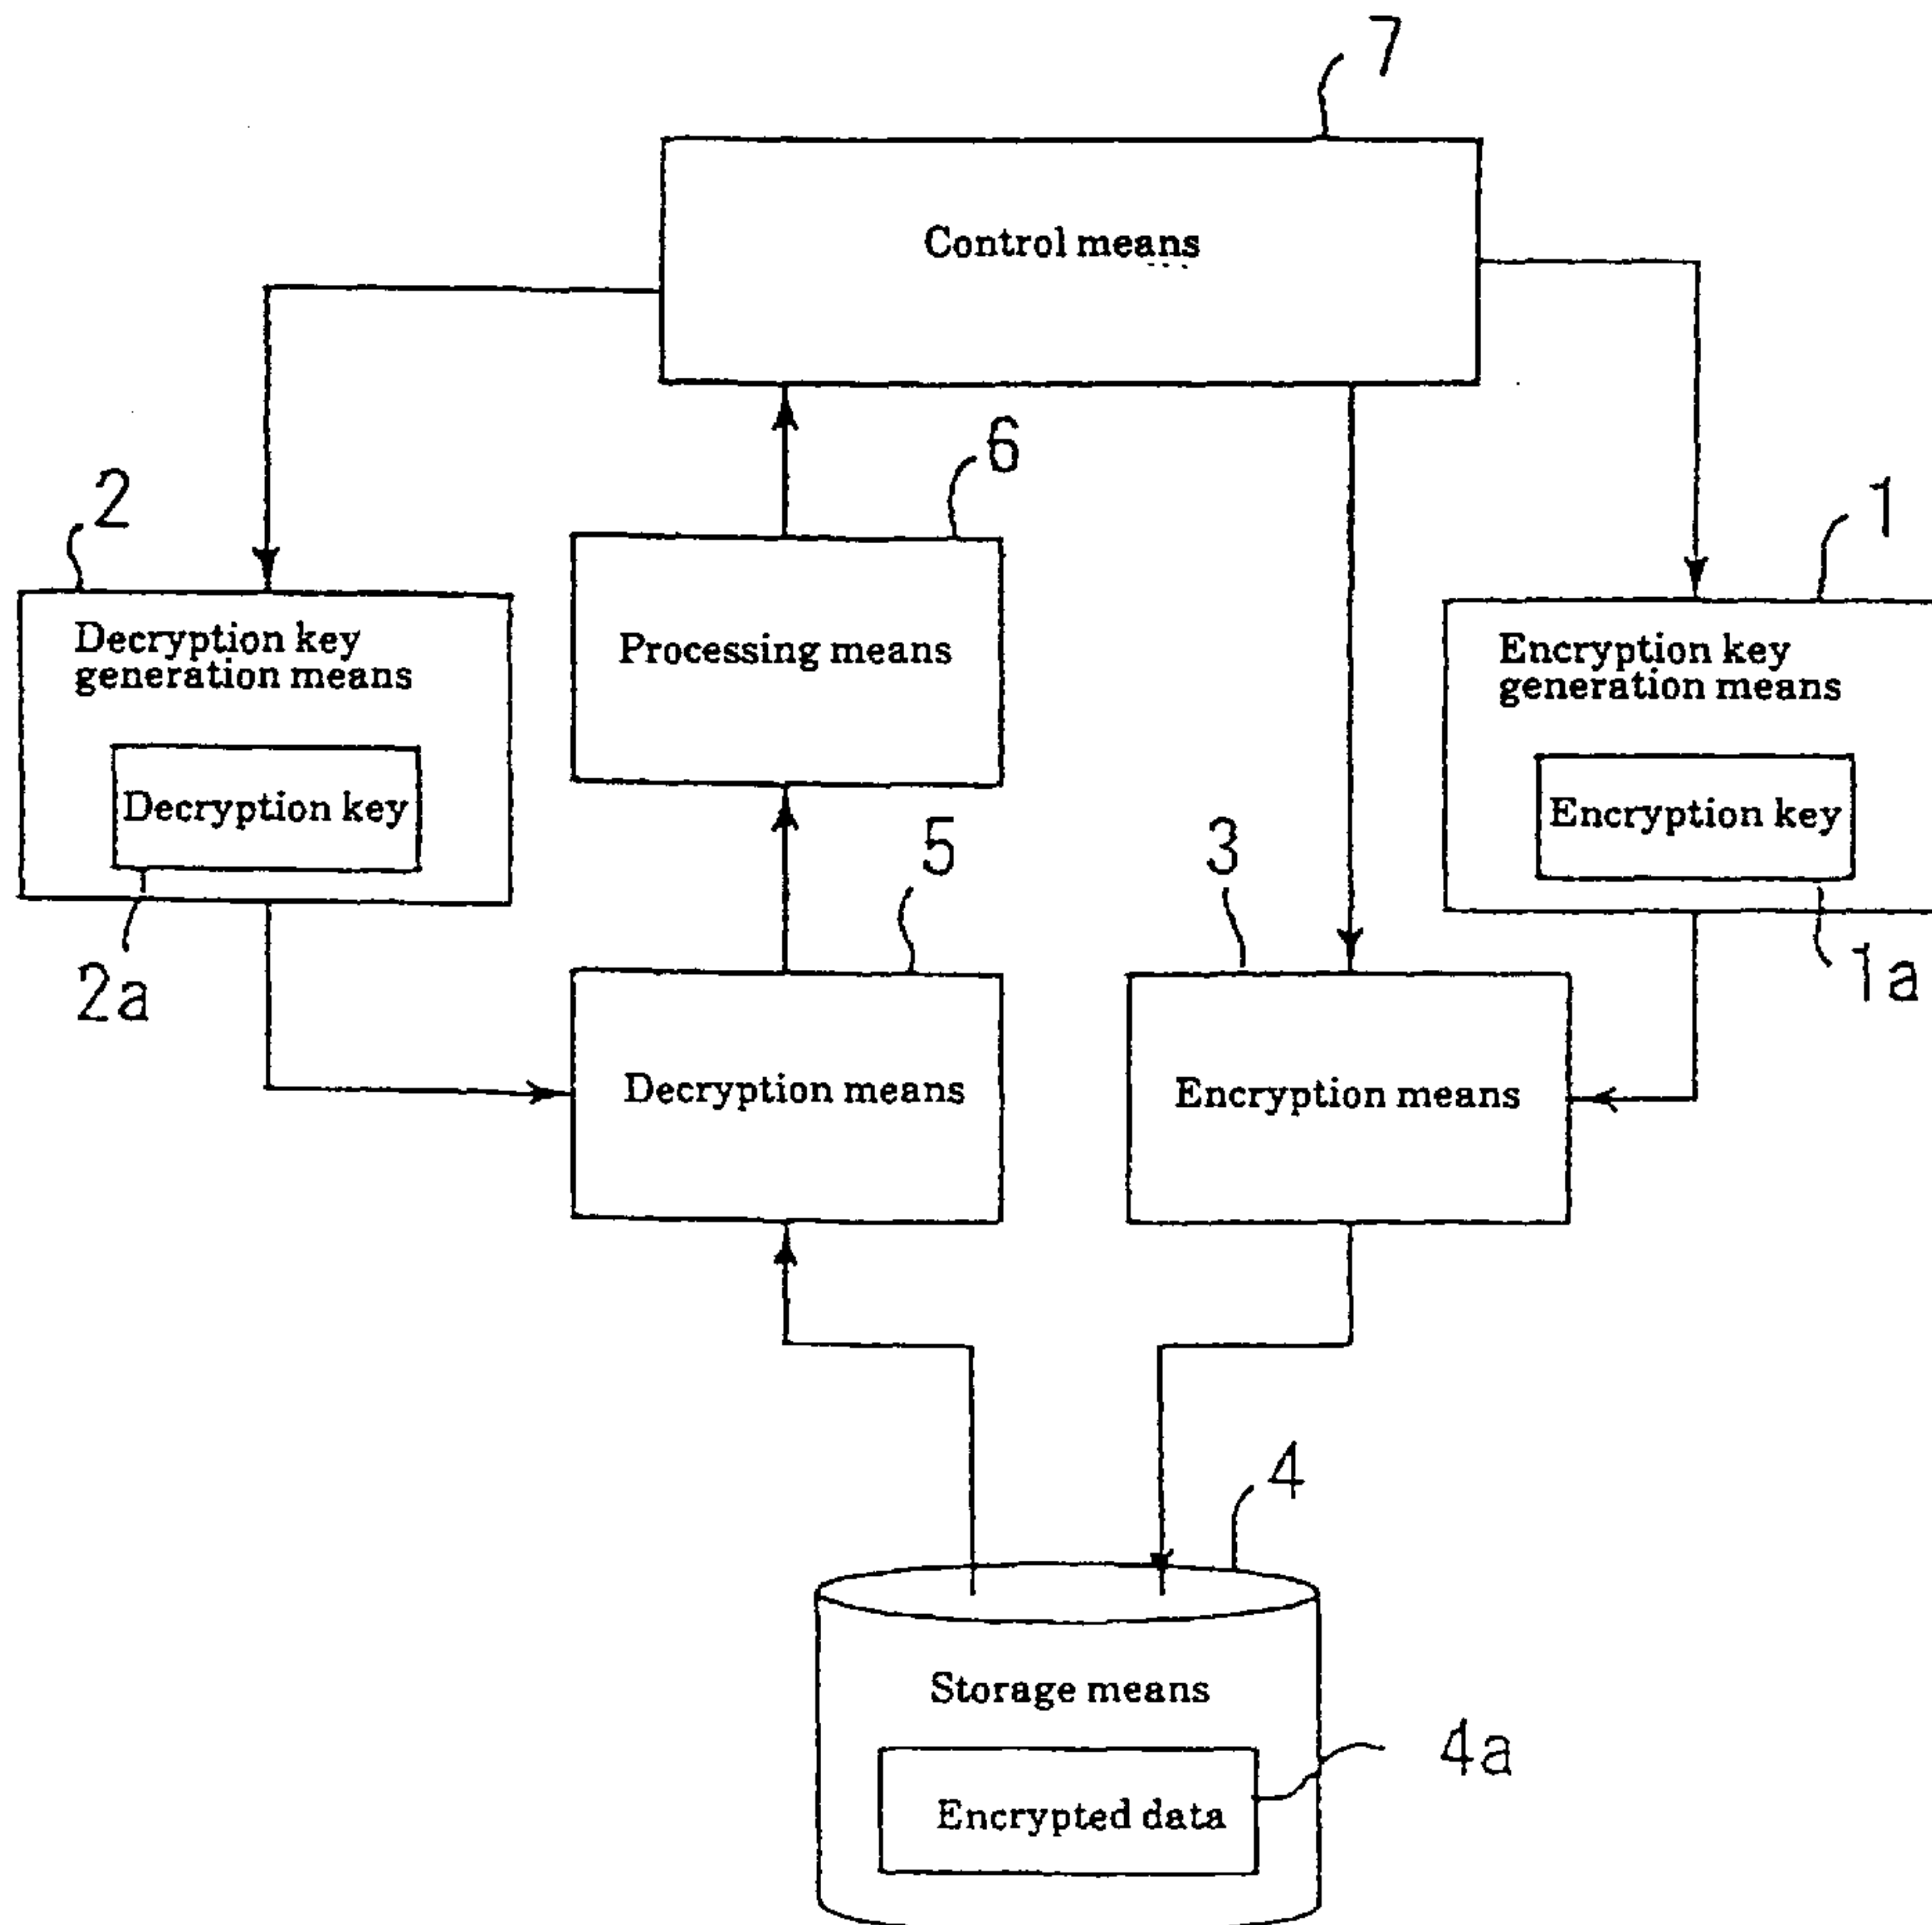 7
Control means
6
2
1
Decryption key
generation means
Processing means
Encryption key
generation means
Decryption key
Encryption key
5
3
2a
1a
Decryption means
Encryption means
4
Storage means
4a
Encrypted data